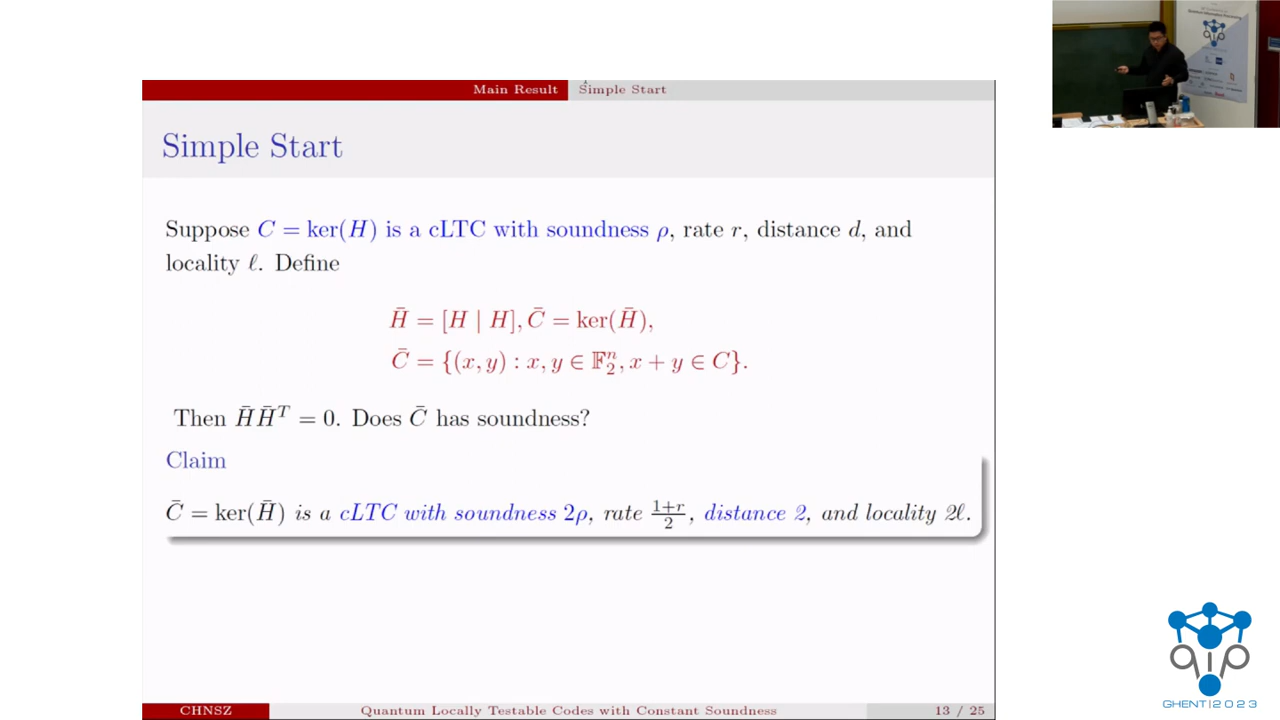 Main Result Simple Start
Simple Start
Suppose C = ker(H) is a cLTC with soundness ρ, rate r, distance d, and
locality ℓ. Define
H̄ = [H | H], C̄ = ker(H̄),
C̄ = {(x, y) : x, y ∈ 𝔽₂ⁿ, x + y ∈ C}.
Then H̄H̄ᵀ = 0. Does C̄ has soundness?
Claim
C̄ = ker(H̄) is a cLTC with soundness 2ρ, rate (1+r)/2, distance 2, and locality 2ℓ.
CHNSZ Quantum Locally Testable Codes with Constant Soundness 13 / 25
qip
GHENT|2023